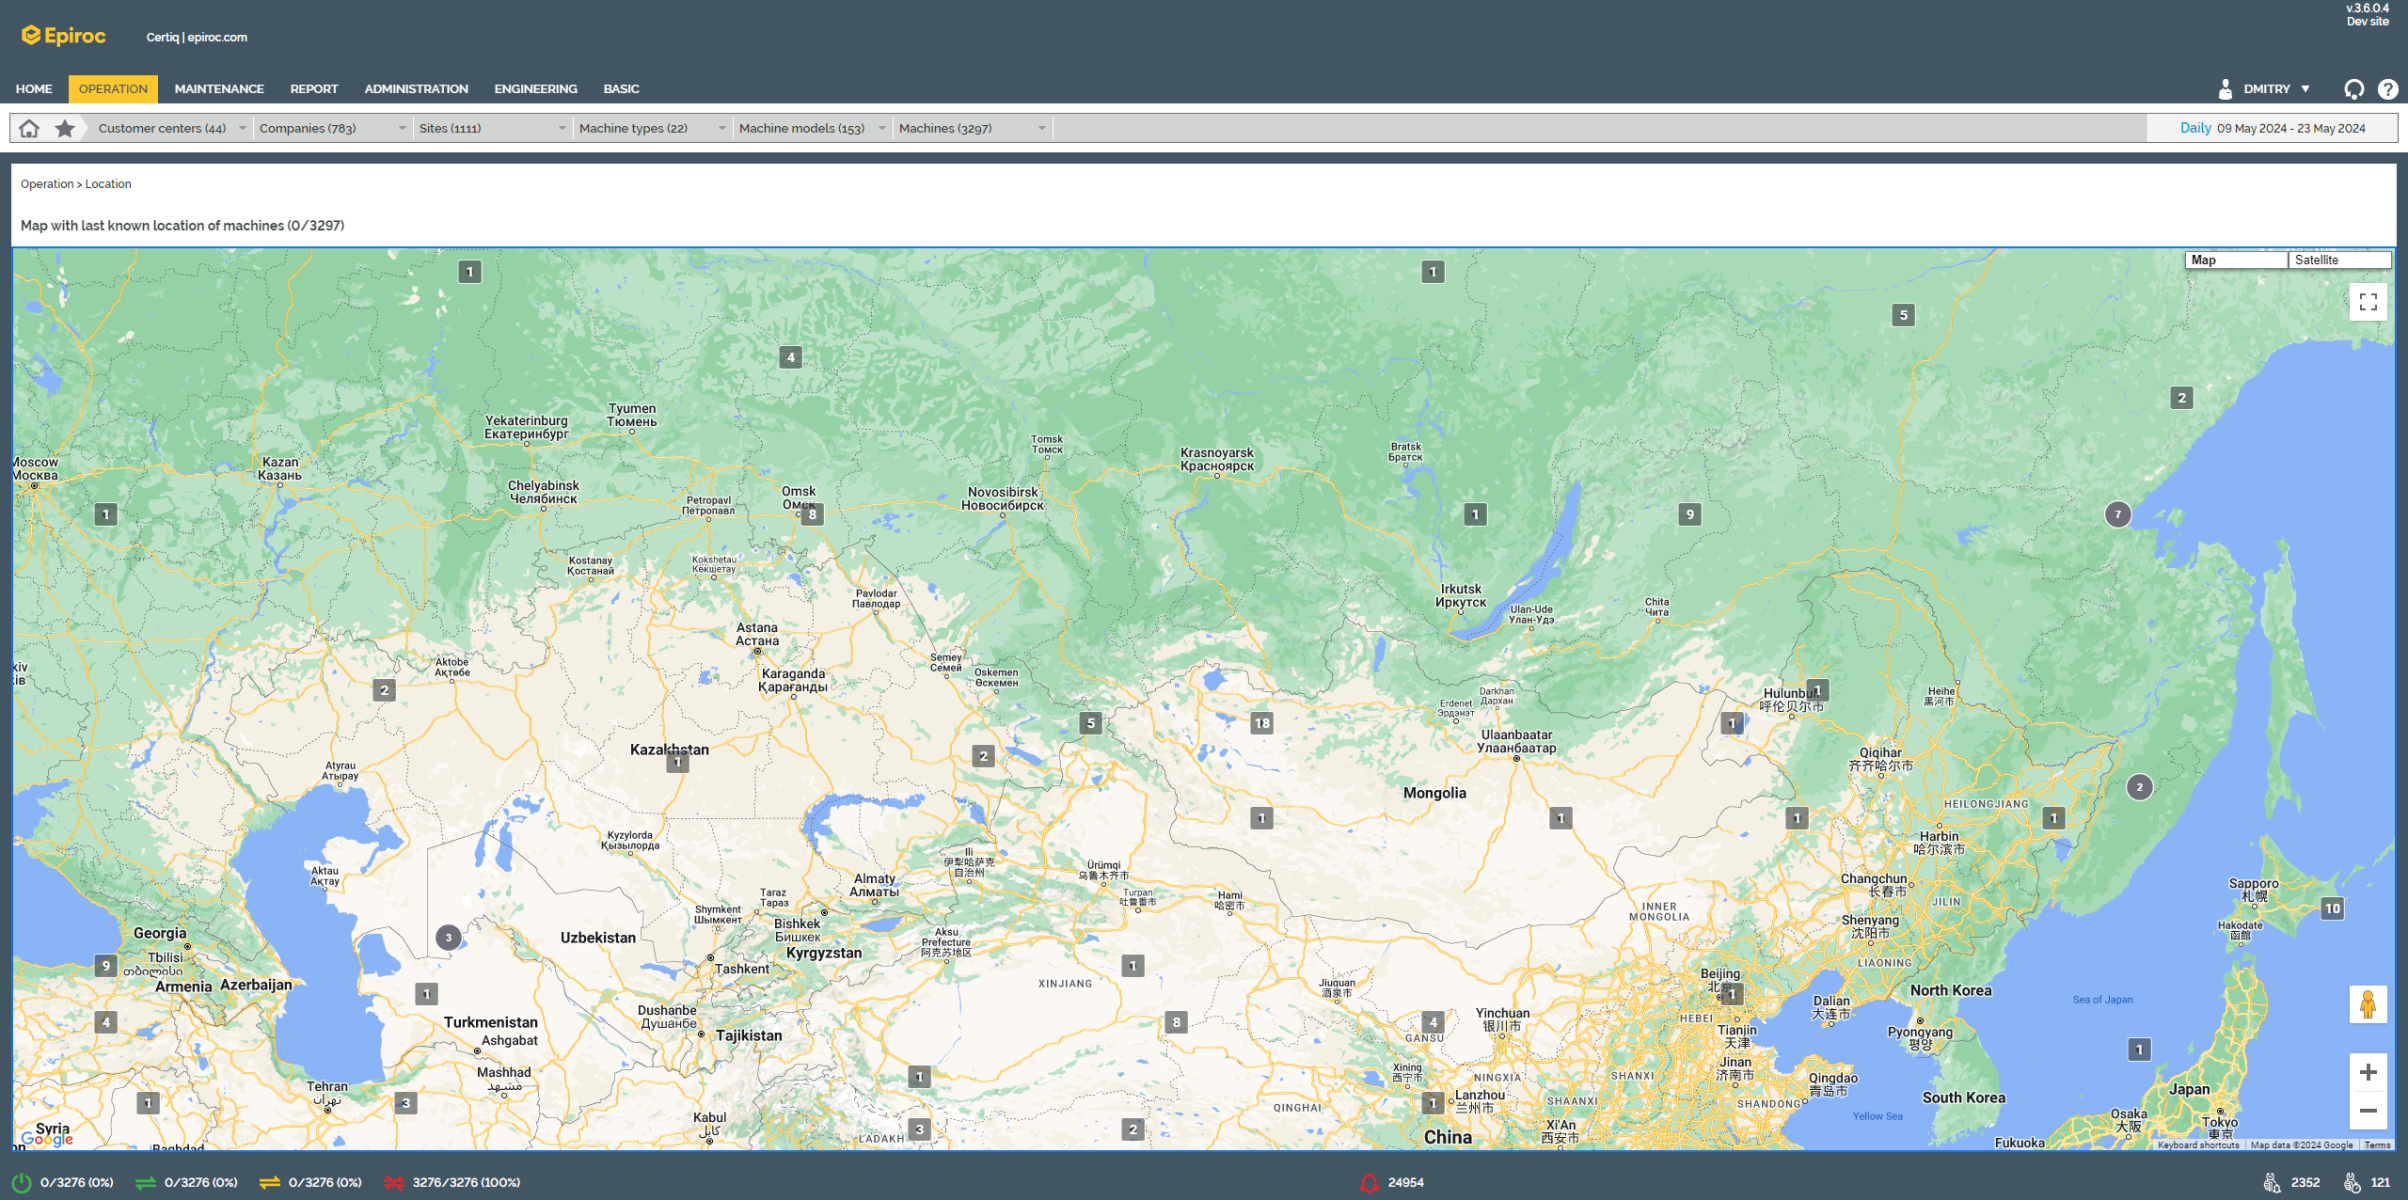 v.3.6.0.4
Dev site
Epiroc
Certiq | epiroc.com
HOME OPERATION MAINTENANCE REPORT ADMINISTRATION ENGINEERING BASIC DMITRY ?
Customer centers (44) Companies (783) Sites (1111) Machine types (22) Machine models (153) Machines (3297) Daily 09 May 2024 - 23 May 2024
Operation > Location
Map with last known location of machines (0/3297)
Map Satellite
1
1
5
4
2
Tyumen
Тюмень
Yekaterinburg
Екатеринбург
Tomsk
Томск
Krasnoyarsk
Красноярск
Bratsk
Братск
Moscow
Москва
Kazan
Казань
Chelyabinsk
Челябинск
Petropavl
Петропавл
Omsk
Омск
8
Novosibirsk
Новосибирск
1
1
9
7
Kostanay
Қостанай
Kokshetau
Көкшетау
Pavlodar
Павлодар
Irkutsk
Иркутск
Ulan-Ude
Улан-Удэ
Chita
Чита
Astana
Астана
Semey
Семей
Oskemen
Өскемен
kiv
їв
Aktobe
Ақтөбе
2
Karaganda
Қарағанды
Erdenet
Эрдэнэт
Darkhan
Дархан
Hulunbuir
呼伦贝尔市
1
Heihe
黑河市
5
18
1
Kazakhstan
1
2
Ulaanbaatar
Улаанбаатар
Qiqihar
齐齐哈尔市
Atyrau
Атырау
Mongolia
2
HEILONGJIANG
1
1
1
1
Kyzylorda
Қызылорда
Harbin
哈尔滨市
Ili
伊犁哈萨克
自治州
Ürümqi
乌鲁木齐市
Aktau
Ақтау
Almaty
Алматы
Taraz
Тараз
Turpan
吐鲁番市
Hami
哈密市
Changchun
长春市
JILIN
Sapporo
札幌
10
Shymkent
Шымкент
Bishkek
Бишкек
INNER
MONGOLIA
Shenyang
沈阳市
Hakodate
函館
Georgia
3
Uzbekistan
Kyrgyzstan
Aksu
Prefecture
阿克苏地区
LIAONING
Tbilisi
თბილისი
9
Tashkent
1
Armenia
Azerbaijan
XINJIANG
Jiuquan
酒泉市
Beijing
北京
1
North Korea
Dalian
大连市
Sea of Japan
1
4
Turkmenistan
Ashgabat
Dushanbe
Душанбе
Tajikistan
8
4
GANSU
Yinchuan
银川市
HEBEI
Tianjin
天津
Pyongyang
평양
1
Tehran
تهران
Mashhad
مشهد
1
Xining
西宁市
NINGXIA
SHANXI
Jinan
济南市
Qingdao
青岛市
South Korea
Japan
1
3
Kabul
کابل
QINGHAI
1
Lanzhou
兰州市
SHAANXI
SHANDONG
Yellow Sea
Osaka
大阪
Tokyo
東京
Syria
Google
Baghdad
LADAKH
3
2
China
Xi'An
西安市
Fukuoka
Keyboard shortcuts Map data ©2024 Google Terms
0/3276 (0%) 0/3276 (0%) 0/3276 (0%) 3276/3276 (100%) 24954 2352 121